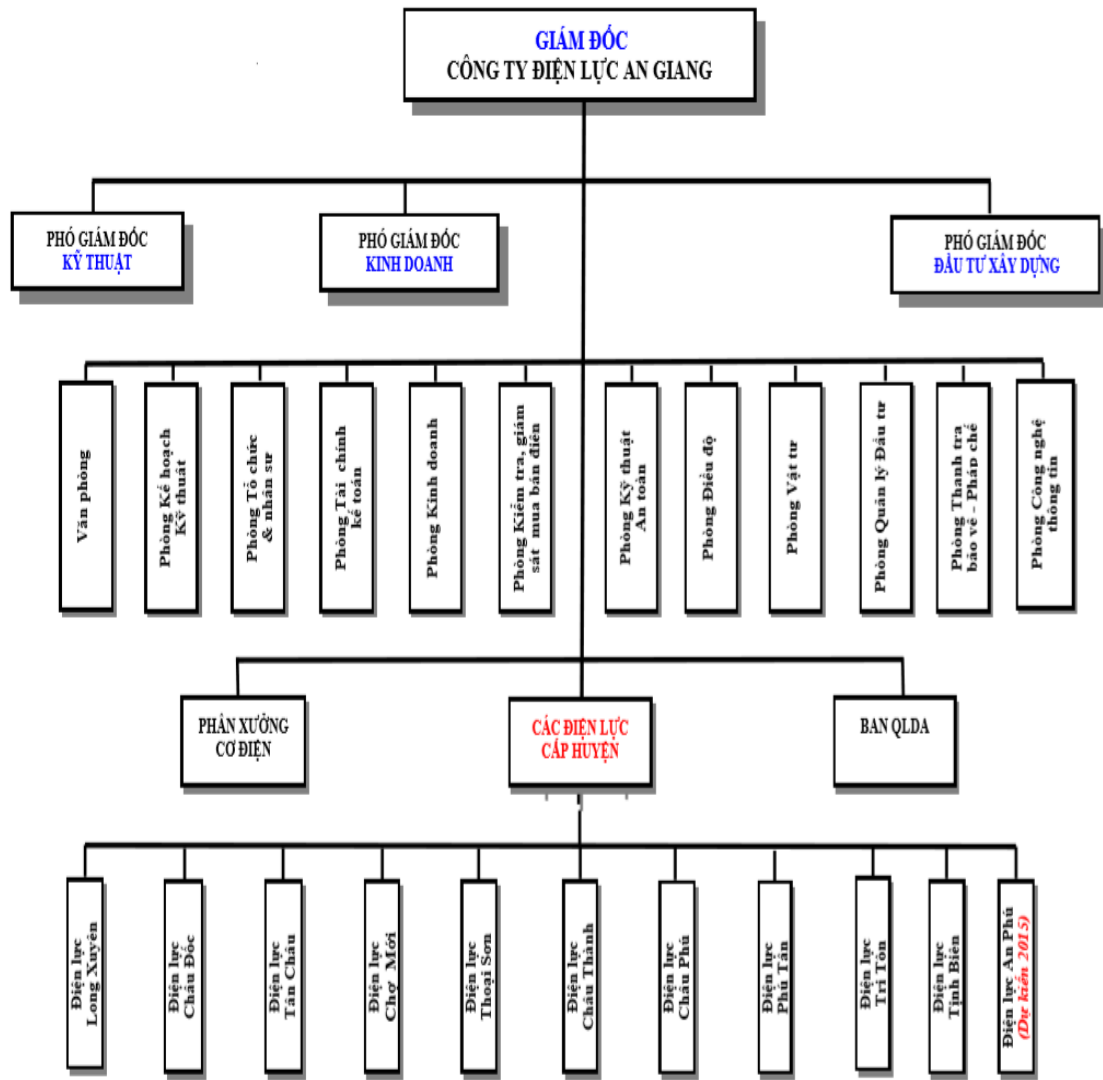 GIÁM ĐỐC
CÔNG TY ĐIỆN LỰC AN GIANG
PHÓ GIÁM ĐỐC
KỸ THUẬT
PHÓ GIÁM ĐỐC
KINH DOANH
PHÓ GIÁM ĐỐC
ĐẦU TƯ XÂY DỰNG
Văn phòng
Phòng Kế hoạch
Kỹ thuật
Phòng Tổ chức
& nhân sự
Phòng Tài chính
kế toán
Phòng Kinh doanh
Phòng Kiểm tra, giám
sát mua bán điện
Phòng Kỹ thuật
An toàn
Phòng Điều độ
Phòng Vật tư
Phòng Quản lý Đầu tư
Phòng Thanh tra
bảo vệ - Pháp chế
Phòng Công nghệ
thông tin
PHÂN XƯỞNG
CƠ ĐIỆN
CÁC ĐIỆN LỰC
CẤP HUYỆN
BAN QLDA
Điện lực
Long Xuyên
Điện lực
Châu Đốc
Điện lực
Tân Châu
Điện lực
Chợ Mới
Điện lực
Thoại Sơn
Điện lực
Châu Thành
Điện lực
Châu Phú
Điện lực
Phú Tân
Điện lực
Tri Tôn
Điện lực
Tịnh Biên
Điện lực An Phú
(Dự kiến 2015)